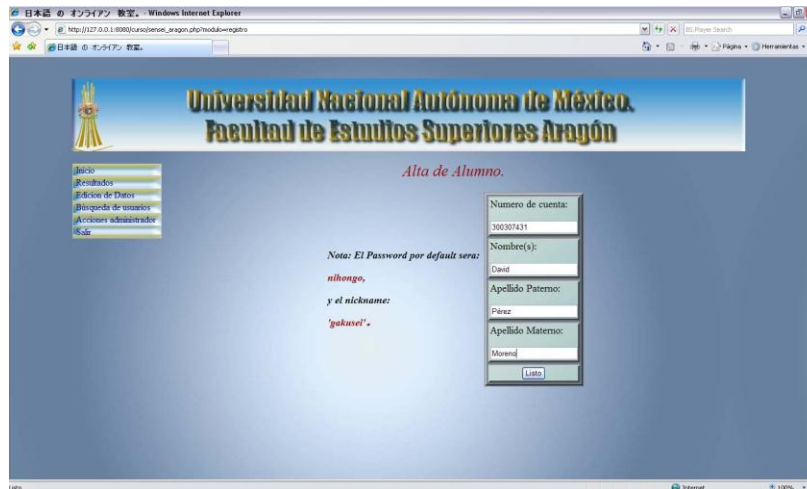 日本語 の オンライアン 教室。 - Windows Internet Explorer
http://127.0.0.1:8080/curso/sensei_aragon.php?modulo=registro
BS.Player Search
日本語 の オンライアン 教室。
Página
Herramientas
Universidad Nacional Autónoma de México.
Facultad de Estudios Superiores Aragón
Inicio
Resultados
Edicion de Datos
Búsqueda de usuarios
Acciones administrador
Salir
Alta de Alumno.
Nota: El Password por default sera:
nihongo,
y el nickname:
'gakusei'.
Numero de cuenta:
300307431
Nombre(s):
David
Apellido Paterno:
Pérez
Apellido Materno:
Moreno
Listo
Listo
Internet
100%